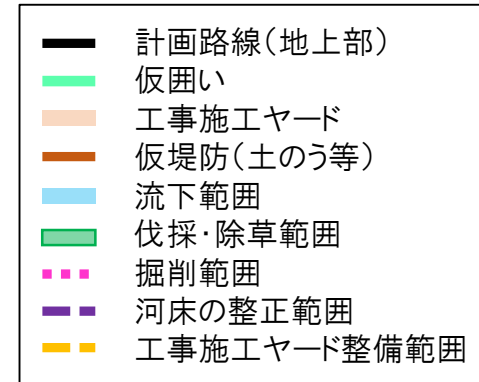 計画路線(地上部)
仮囲い
工事施工ヤード
仮堤防(土のう等)
流下範囲
伐採・除草範囲
掘削範囲
河床の整正範囲
工事施工ヤード整備範囲